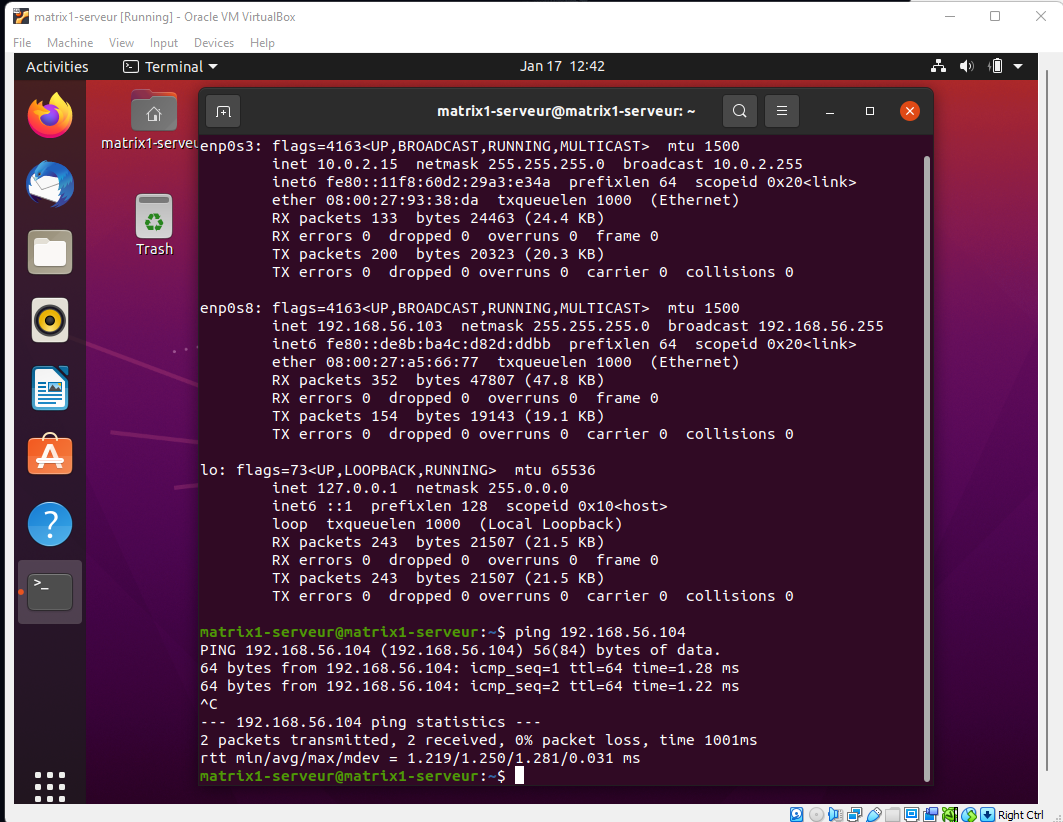 matrix1-serveur [Running] - Oracle VM VirtualBox
File Machine View Input Devices Help
Activities Terminal Jan 17 12:42
matrix1-serveur@matrix1-serveur: ~
matrix1-serveu
Trash
enp0s3: flags=4163<UP,BROADCAST,RUNNING,MULTICAST>  mtu 1500
        inet 10.0.2.15  netmask 255.255.255.0  broadcast 10.0.2.255
        inet6 fe80::11f8:60d2:29a3:e34a  prefixlen 64  scopeid 0x20<link>
        ether 08:00:27:93:38:da  txqueuelen 1000  (Ethernet)
        RX packets 133  bytes 24463 (24.4 KB)
        RX errors 0  dropped 0  overruns 0  frame 0
        TX packets 200  bytes 20323 (20.3 KB)
        TX errors 0  dropped 0 overruns 0  carrier 0  collisions 0
enp0s8: flags=4163<UP,BROADCAST,RUNNING,MULTICAST>  mtu 1500
        inet 192.168.56.103  netmask 255.255.255.0  broadcast 192.168.56.255
        inet6 fe80::de8b:ba4c:d82d:ddbb  prefixlen 64  scopeid 0x20<link>
        ether 08:00:27:a5:66:77  txqueuelen 1000  (Ethernet)
        RX packets 352  bytes 47807 (47.8 KB)
        RX errors 0  dropped 0  overruns 0  frame 0
        TX packets 154  bytes 19143 (19.1 KB)
        TX errors 0  dropped 0 overruns 0  carrier 0  collisions 0
lo: flags=73<UP,LOOPBACK,RUNNING>  mtu 65536
        inet 127.0.0.1  netmask 255.0.0.0
        inet6 ::1  prefixlen 128  scopeid 0x10<host>
        loop  txqueuelen 1000  (Local Loopback)
        RX packets 243  bytes 21507 (21.5 KB)
        RX errors 0  dropped 0  overruns 0  frame 0
        TX packets 243  bytes 21507 (21.5 KB)
        TX errors 0  dropped 0 overruns 0  carrier 0  collisions 0
matrix1-serveur@matrix1-serveur:~$ ping 192.168.56.104
PING 192.168.56.104 (192.168.56.104) 56(84) bytes of data.
64 bytes from 192.168.56.104: icmp_seq=1 ttl=64 time=1.28 ms
64 bytes from 192.168.56.104: icmp_seq=2 ttl=64 time=1.22 ms
^C
--- 192.168.56.104 ping statistics ---
2 packets transmitted, 2 received, 0% packet loss, time 1001ms
rtt min/avg/max/mdev = 1.219/1.250/1.281/0.031 ms
matrix1-serveur@matrix1-serveur:~$
Right Ctrl